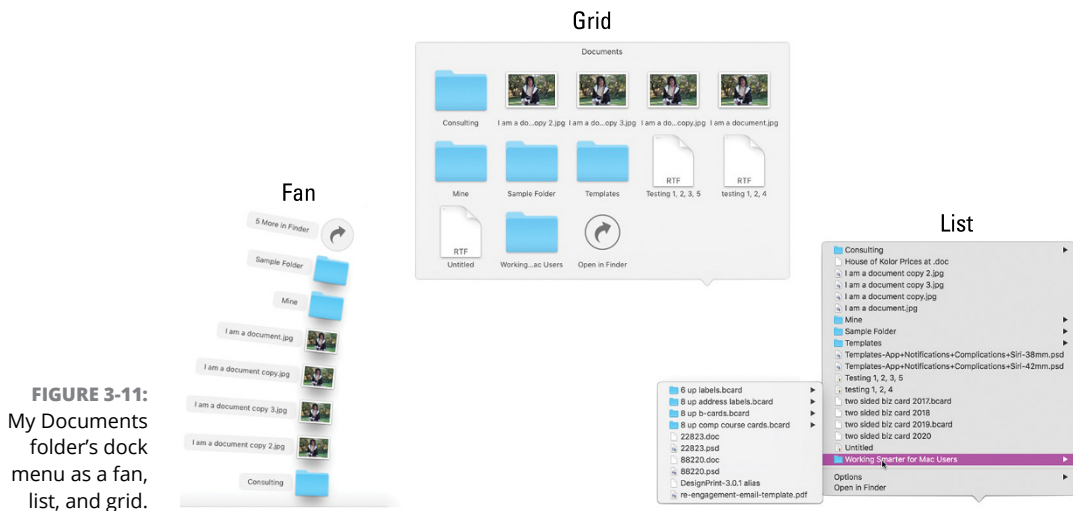 Grid
Documents
Consulting
I am a do...opy 2.jpg
I am a do...opy 3.jpg
I am a do...copy.jpg
I am a document.jpg
Mine
Sample Folder
Templates
RTF
Testing 1, 2, 3, 5
RTF
testing 1, 2, 4
RTF
Untitled
Working...ac Users
Open in Finder
Fan
5 More in Finder
Sample Folder
Mine
I am a document.jpg
I am a document copy.jpg
I am a document copy 3.jpg
I am a document copy 2.jpg
Consulting
List
Consulting
House of Kolor Prices at .doc
I am a document copy 2.jpg
I am a document copy 3.jpg
I am a document copy.jpg
I am a document.jpg
Mine
Sample Folder
Templates
Templates-App+Notifications+Complications+Siri-38mm.psd
Templates-App+Notifications+Complications+Siri-42mm.psd
Testing 1, 2, 3, 5
testing 1, 2, 4
two sided biz card 2017.bcard
two sided biz card 2018
two sided biz card 2019.bcard
two sided biz card 2020
Untitled
Working Smarter for Mac Users
Options
Open in Finder
6 up labels.bcard
8 up address labels.bcard
8 up b-cards.bcard
8 up comp course cards.bcard
22823.doc
22823.psd
88220.doc
88220.psd
DesignPrint-3.0.1 alias
re-engagement-email-template.pdf
FIGURE 3-11:
My Documents
folder’s dock
menu as a fan,
list, and grid.